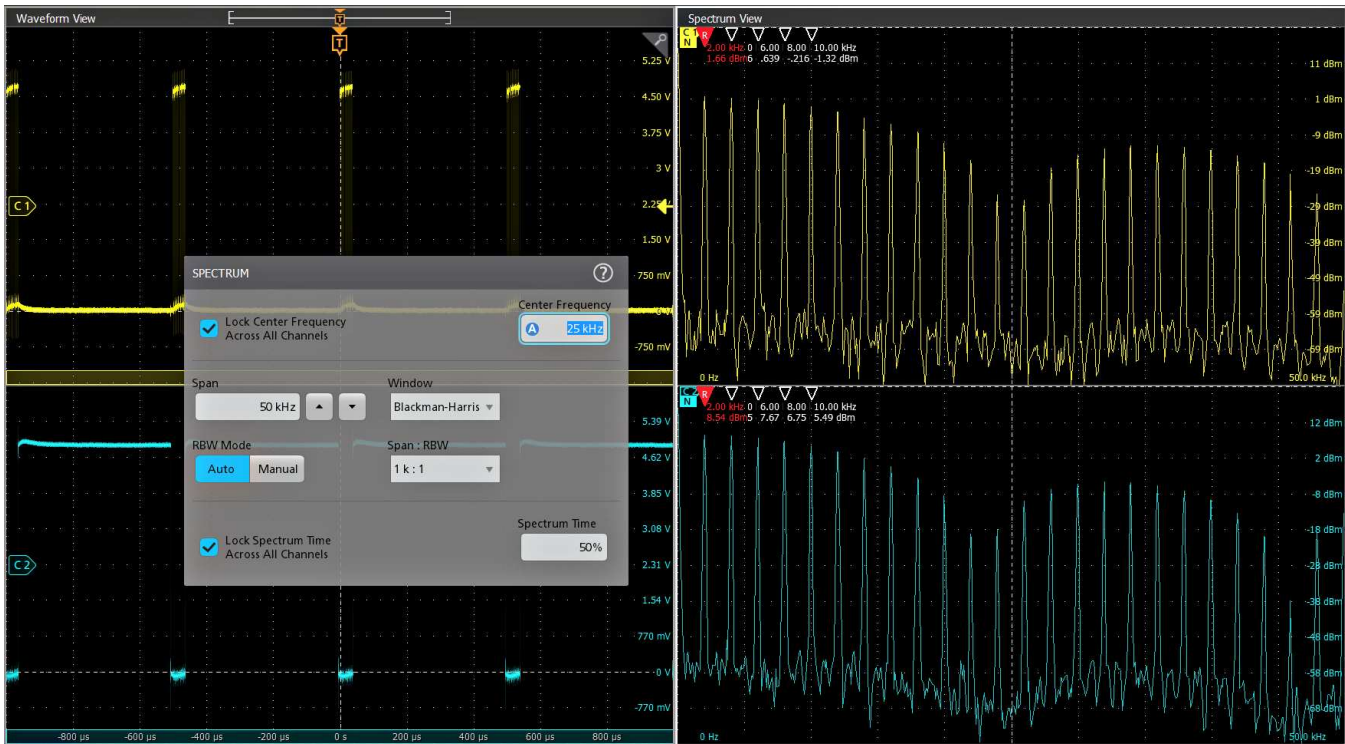 Waveform View
T
T
5.25 V
4.50 V
3.75 V
3 V
C 1
2.25
1.50 V
750 mV
-750 mV
SPECTRUM
?
Lock Center Frequency
Across All Channels
Center Frequency
A 25 kHz
Span
50 kHz
Window
Blackman-Harris
RBW Mode
Auto Manual
Span : RBW
1 k : 1
Lock Spectrum Time
Across All Channels
Spectrum Time
50%
5.39 V
4.62 V
3.85 V
3.08 V
C 2
2.31 V
1.54 V
770 mV
0 V
-770 mV
-800 µs -600 µs -400 µs -200 µs 0 s 200 µs 400 µs 600 µs 800 µs
Spectrum View
C 1
N
R
2.00 kHz 0 6.00 8.00 10.00 kHz
1.66 dBm 6 .639 -.216 -1.32 dBm
11 dBm
1 dBm
-9 dBm
-19 dBm
-29 dBm
-39 dBm
-49 dBm
-59 dBm
-69 dBm
0 Hz
50.0 kHz
C 2
N
R
2.00 kHz 0 6.00 8.00 10.00 kHz
8.54 dBm 5 7.67 6.75 5.49 dBm
12 dBm
2 dBm
-8 dBm
-18 dBm
-28 dBm
-38 dBm
-48 dBm
-58 dBm
-68 dBm
0 Hz
50.0 kHz